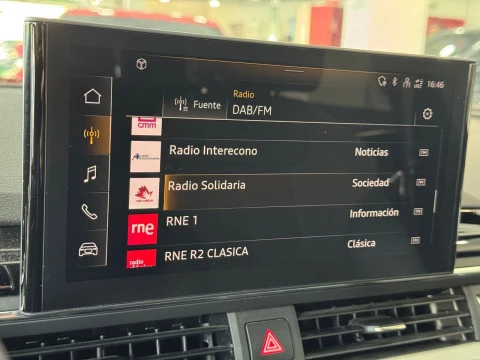 16:46
Radio
Fuente
DAB/FM
cmm
Radio Interecono Noticias
Radio Solidaria Sociedad
rne RNE 1 Información
radio RNE R2 CLASICA Clásica